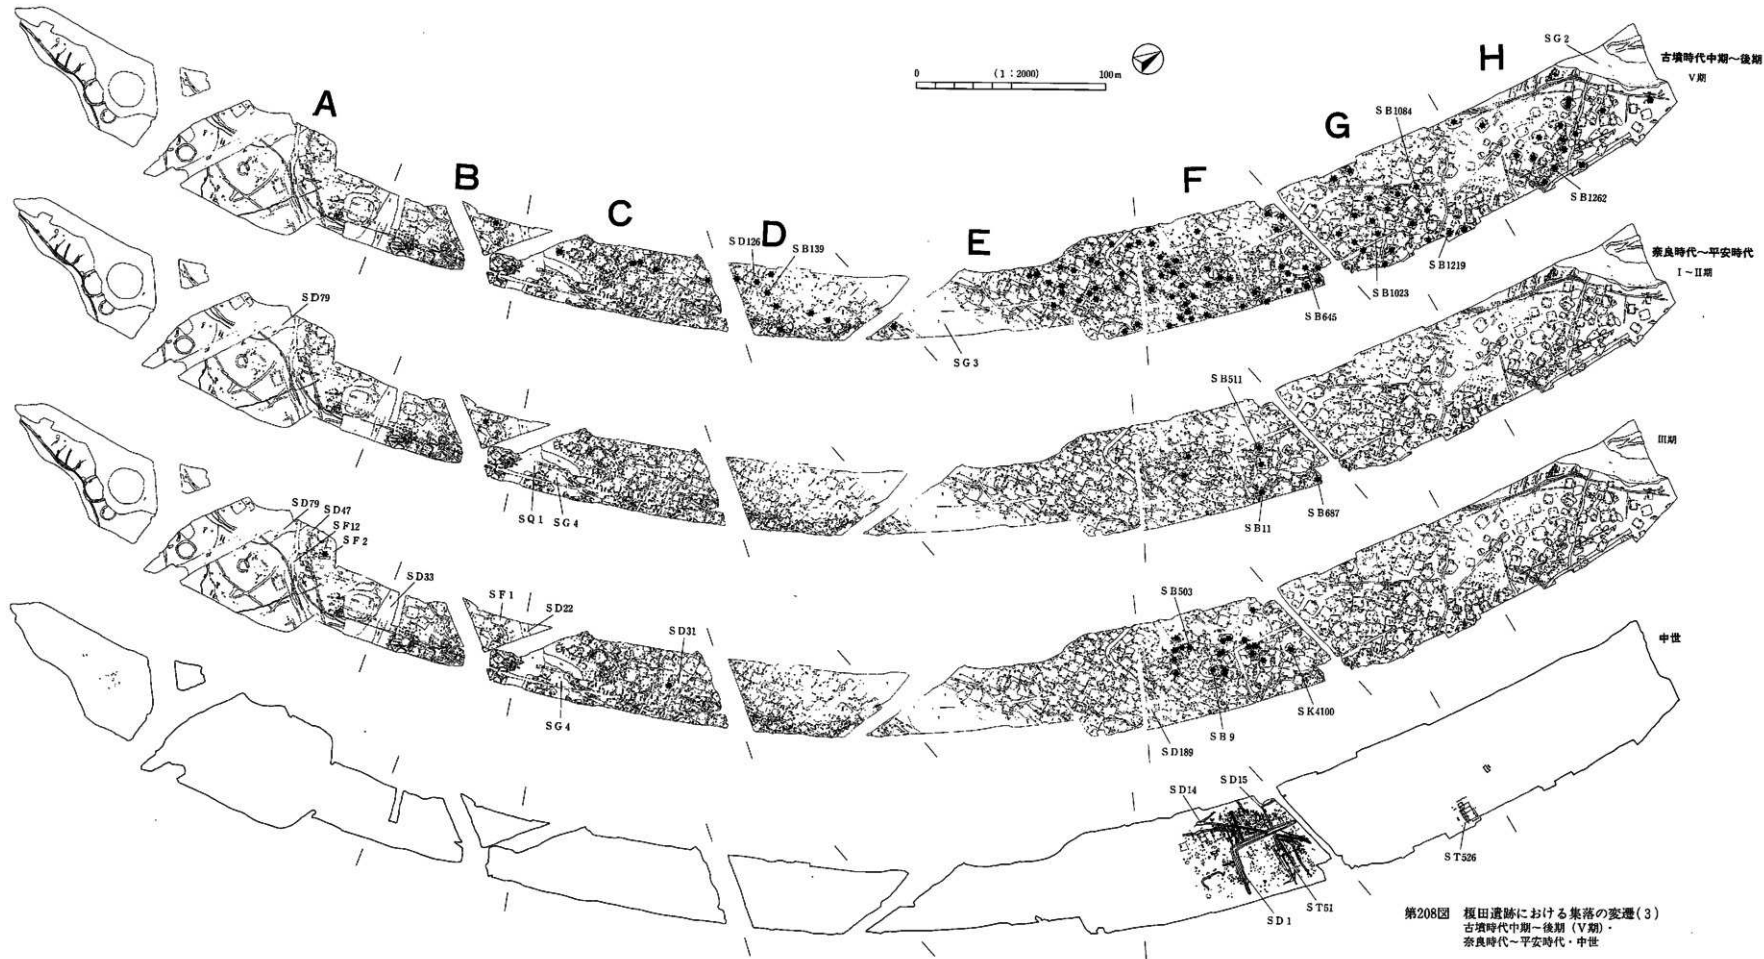 A
B
C
D
E
F
G
H
0 (1:2000) 100m
SG2
古墳時代中期～後期
V期
SB1084
SB1262
SB1219
SB1023
SB645
SD126
SB139
SG3
奈良時代～平安時代
I～II期
SD79
SB511
SQ1
SG4
SB11
SB687
III期
SD79
SD47
SF12
SF2
SD33
SF1
SD22
SD31
SB503
SG4
SK4100
SB9
SD189
中世
SD15
SD14
ST526
ST51
SD1
第208図 榎田遺跡における集落の変遷(3)
古墳時代中期～後期(V期)・
奈良時代～平安時代・中世